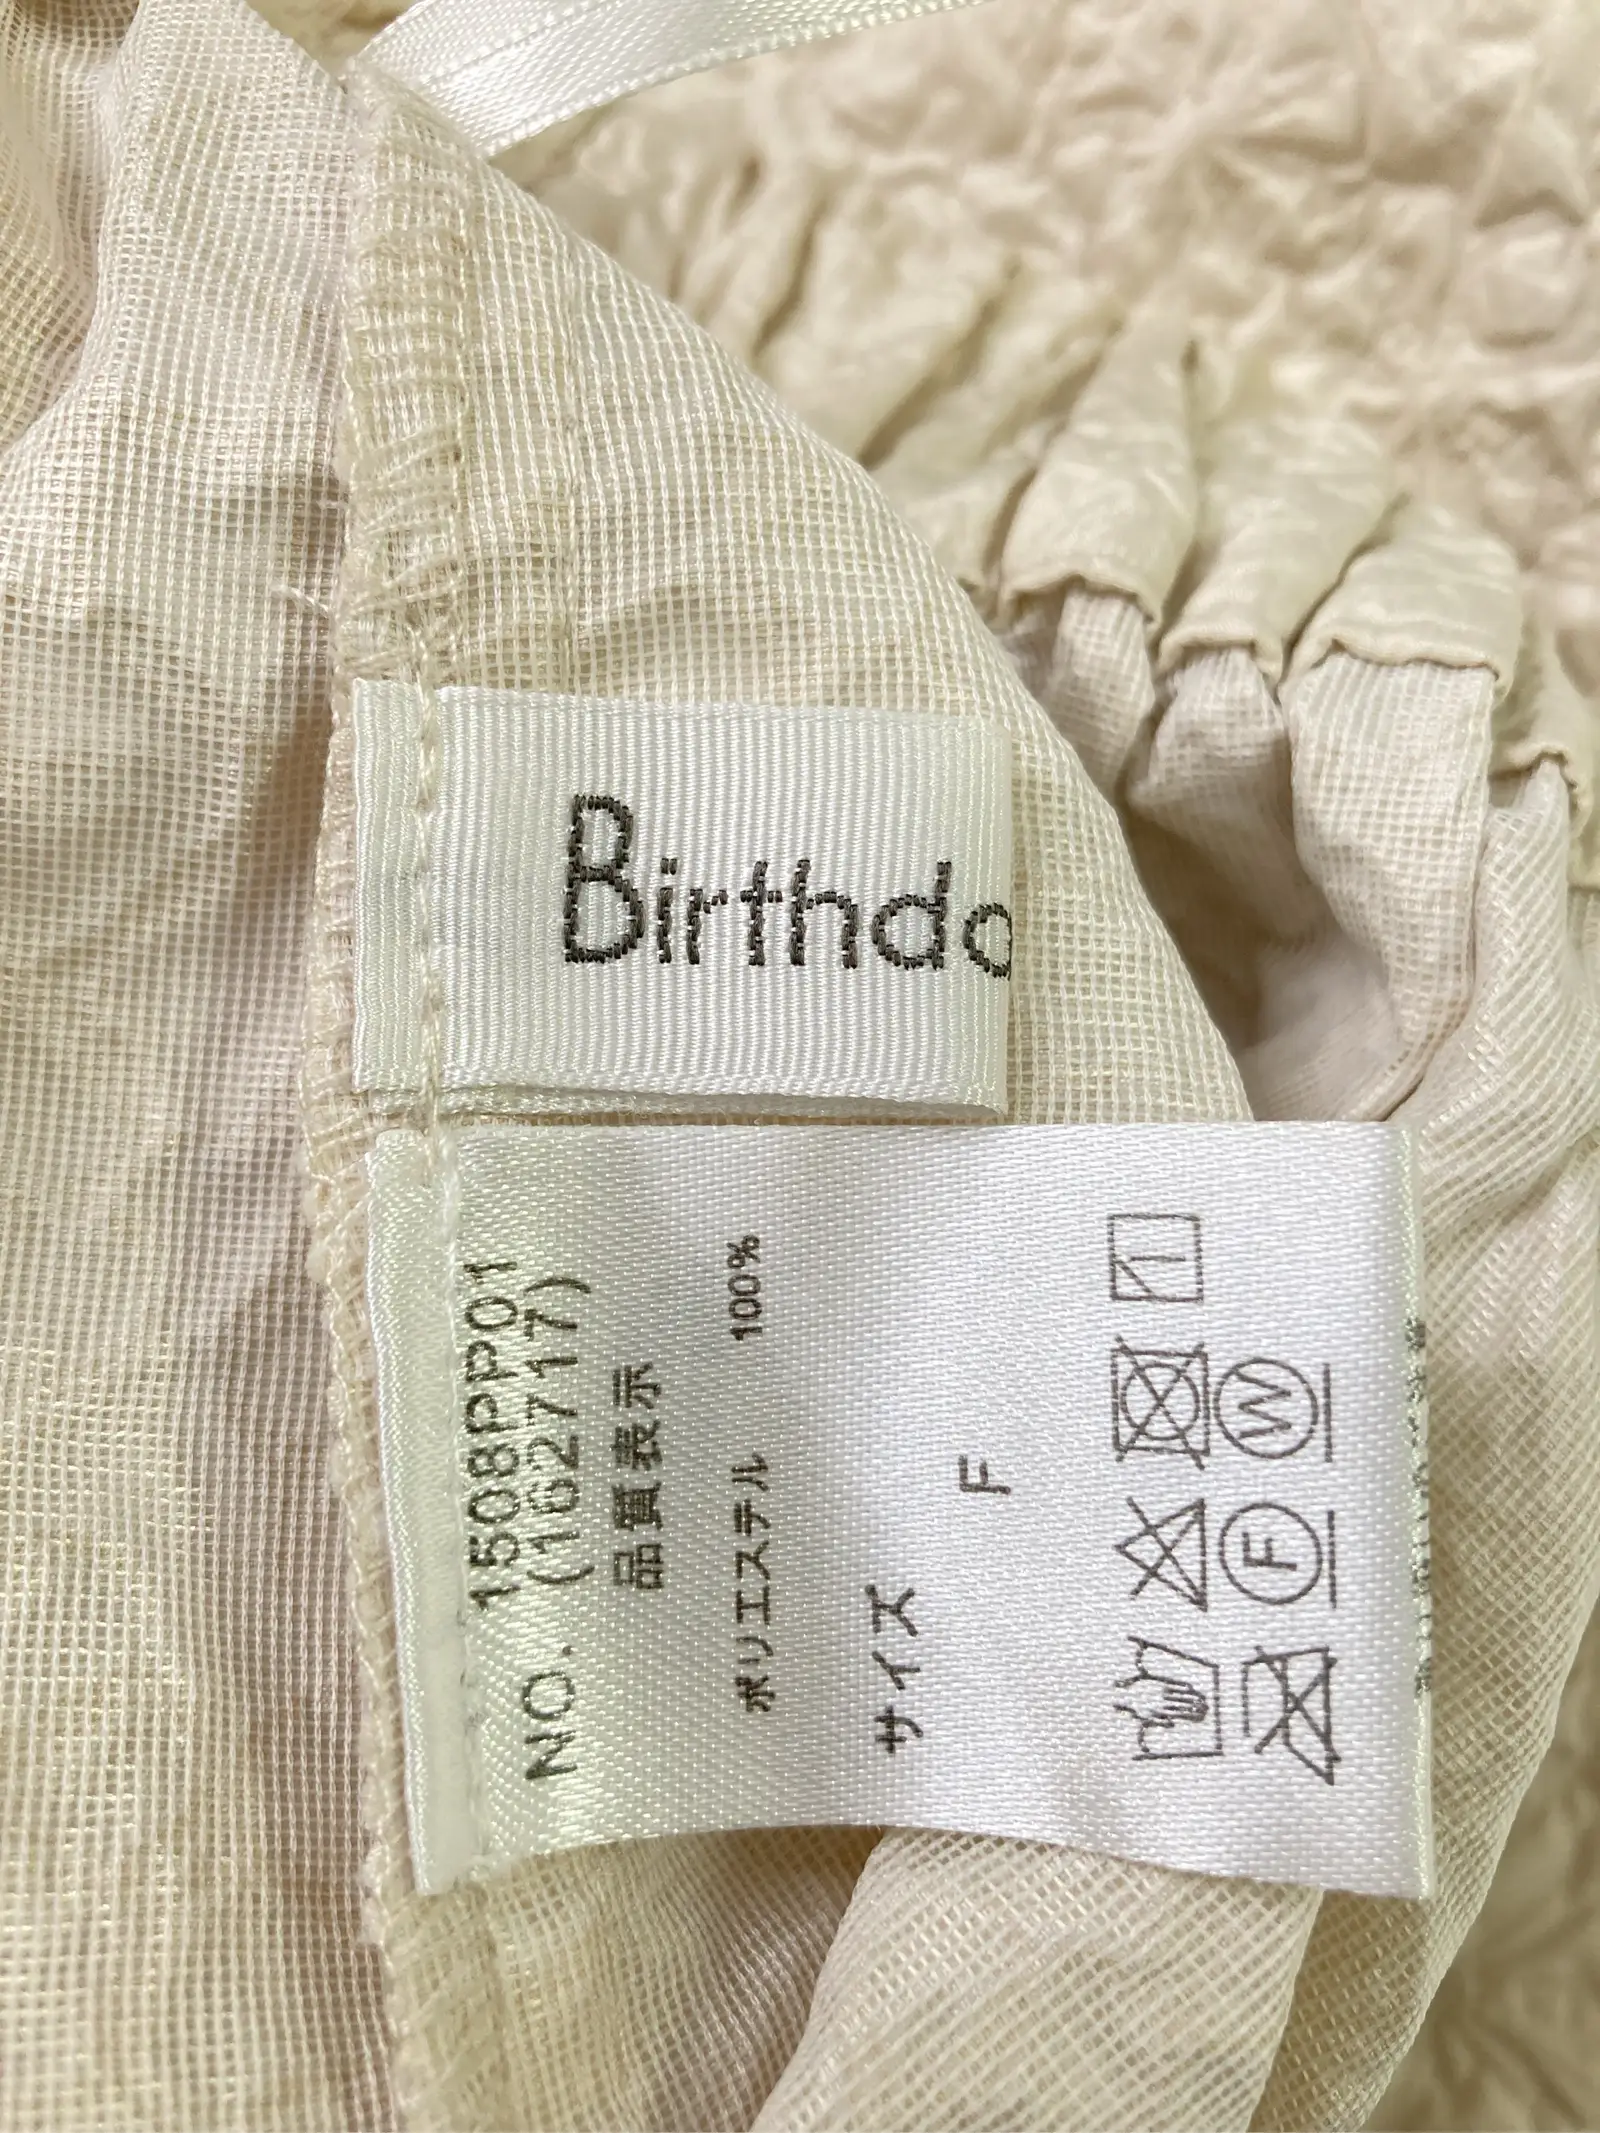 Birthda
1508PP01
NO. (162717)
品質表示
ポリエステル 100%
サイズ
F
W
F